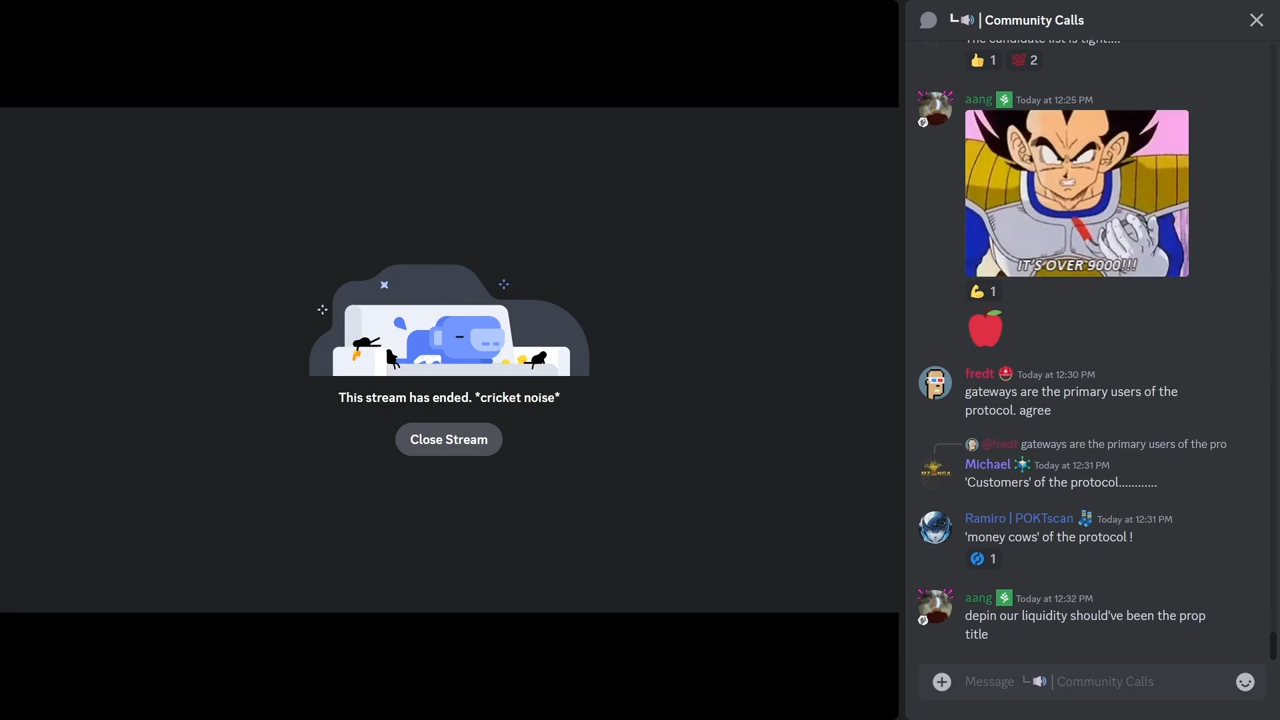 This stream has ended. *cricket noise*
Close Stream
Community Calls
The candidate list is tight....
1
2
aang Today at 12:25 PM
IT'S OVER 9000!!!
1
fredt Today at 12:30 PM
gateways are the primary users of the
protocol. agree
@fredt gateways are the primary users of the pro
Michael Today at 12:31 PM
'Customers' of the protocol............
Ramiro | POKTscan Today at 12:31 PM
'money cows' of the protocol !
1
aang Today at 12:32 PM
depin our liquidity should've been the prop
title
Message Community Calls